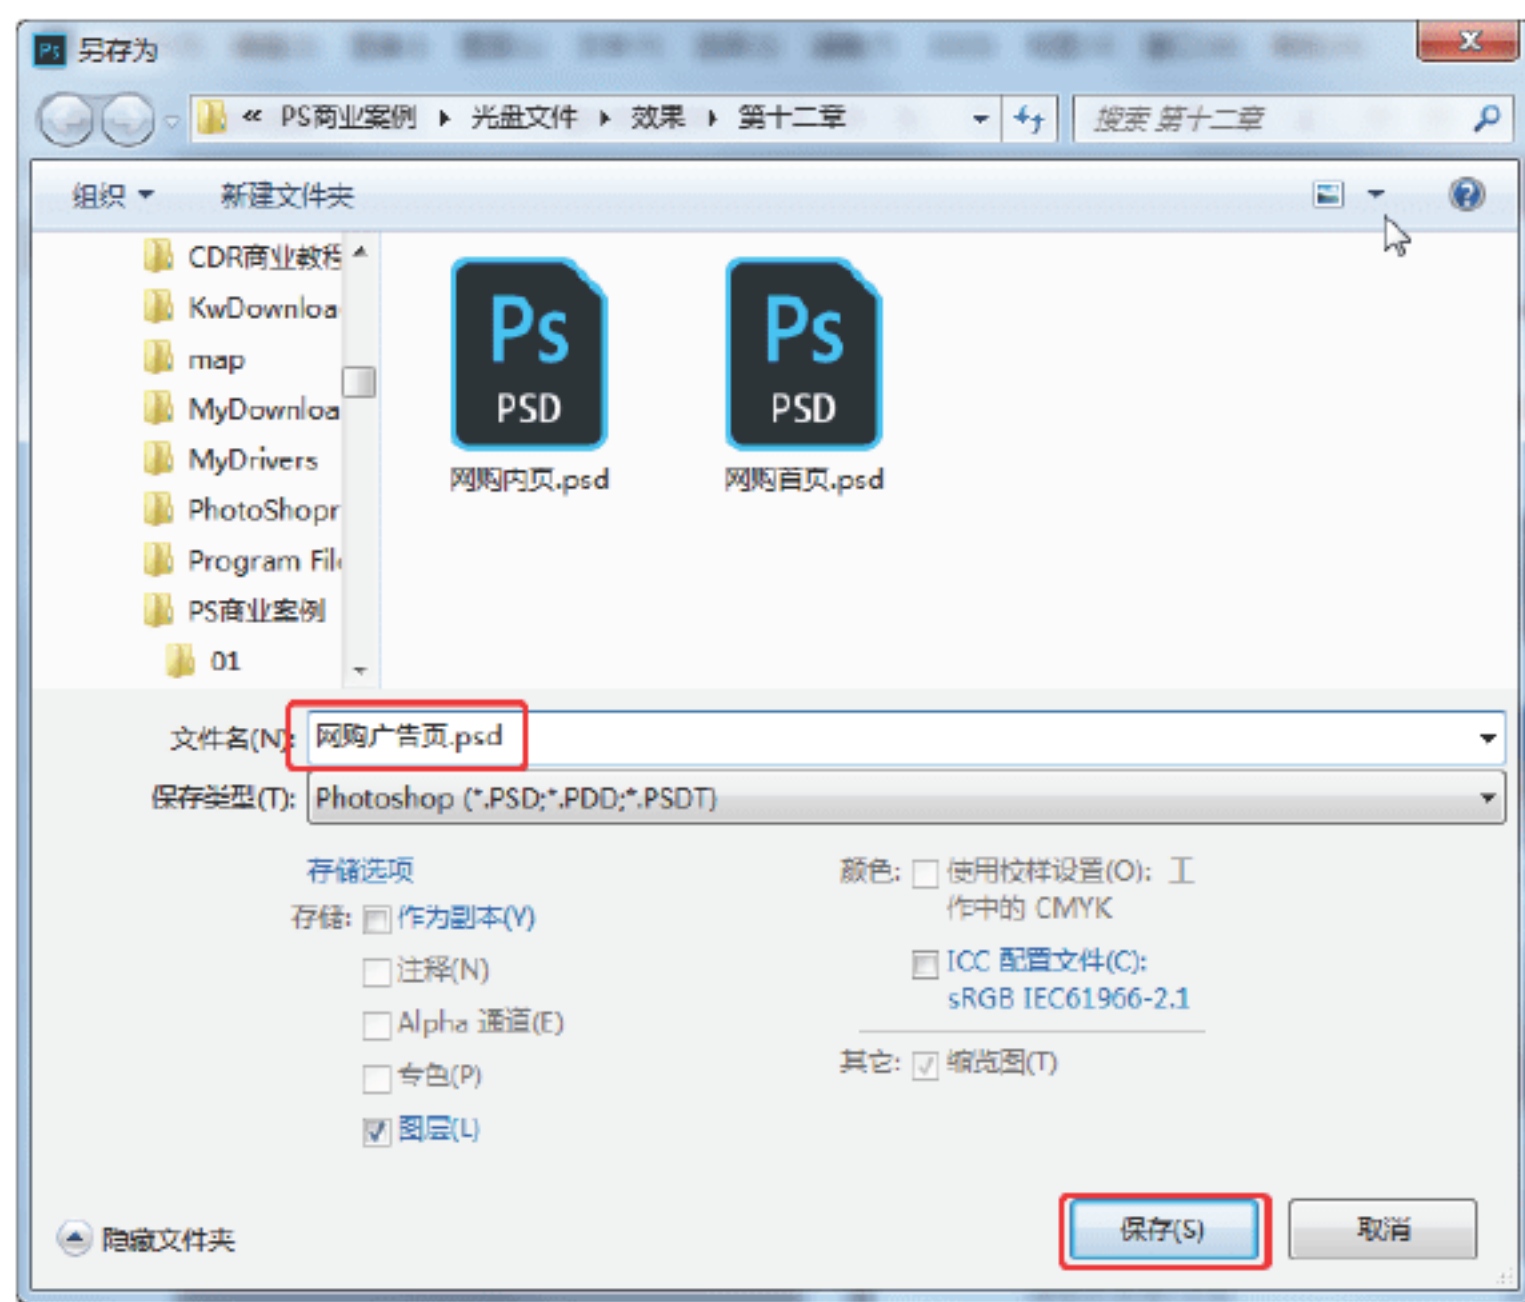 Ps 另存为
« PS商业案例 光盘文件 效果 第十二章 搜索 第十二章
组织 新建文件夹
CDR商业教程
KwDownloa
map
MyDownloa
MyDrivers
PhotoShopr
Program File
PS商业案例
01
Ps
PSD
网购内页.psd
Ps
PSD
网购首页.psd
文件名(N): 网购广告页.psd
保存类型(T): Photoshop (*.PSD;*.PDD;*.PSDT)
存储选项
存储: 作为副本(Y)
注释(N)
Alpha 通道(E)
专色(P)
图层(L)
颜色: 使用校样设置(O): 工
作中的 CMYK
ICC 配置文件(C):
sRGB IEC61966-2.1
其它: 缩览图(T)
隐藏文件夹
保存(S) 取消